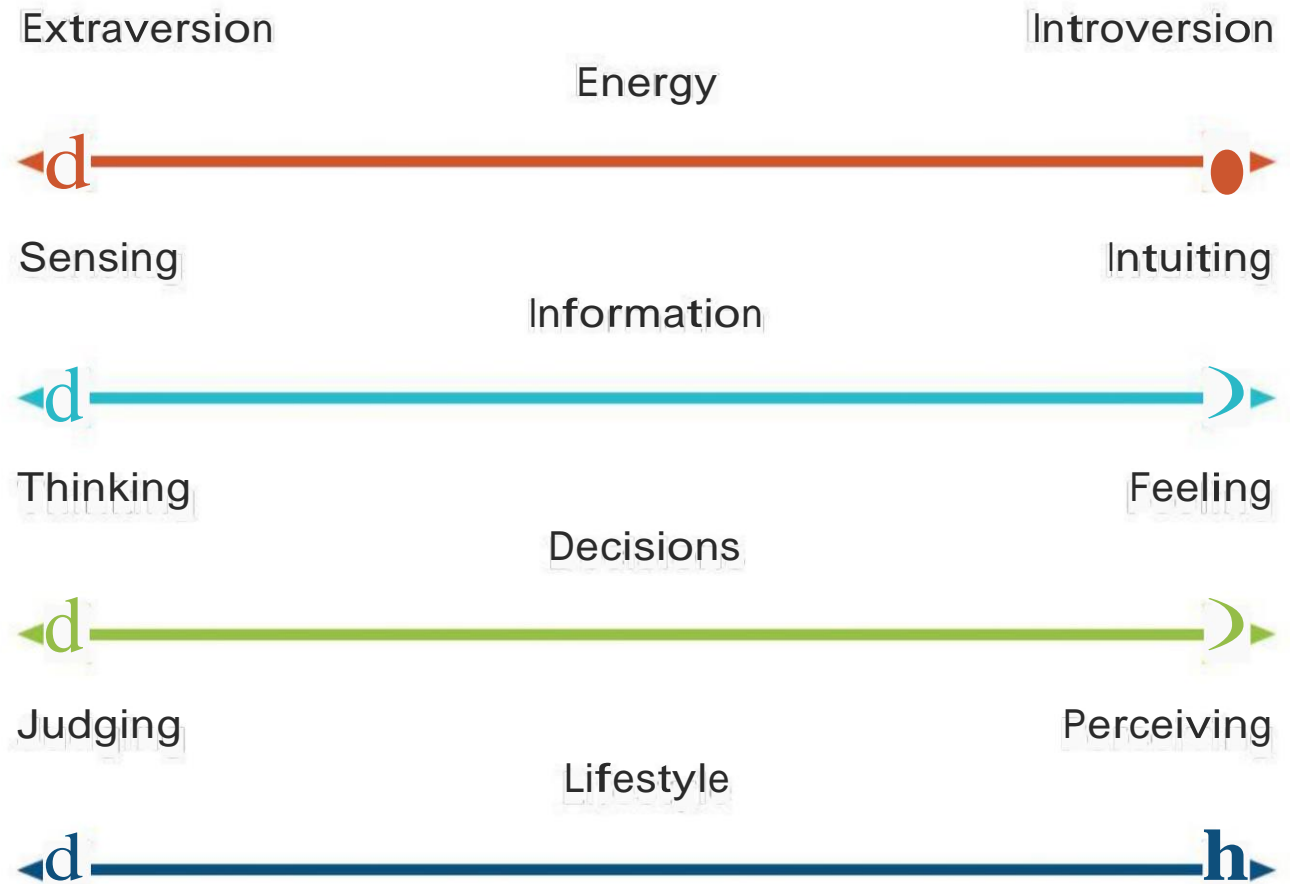 Extraversion Introversion
Energy
d
Sensing Intuiting
Information
d )
Thinking Feeling
Decisions
d )
Judging Perceiving
Lifestyle
d h